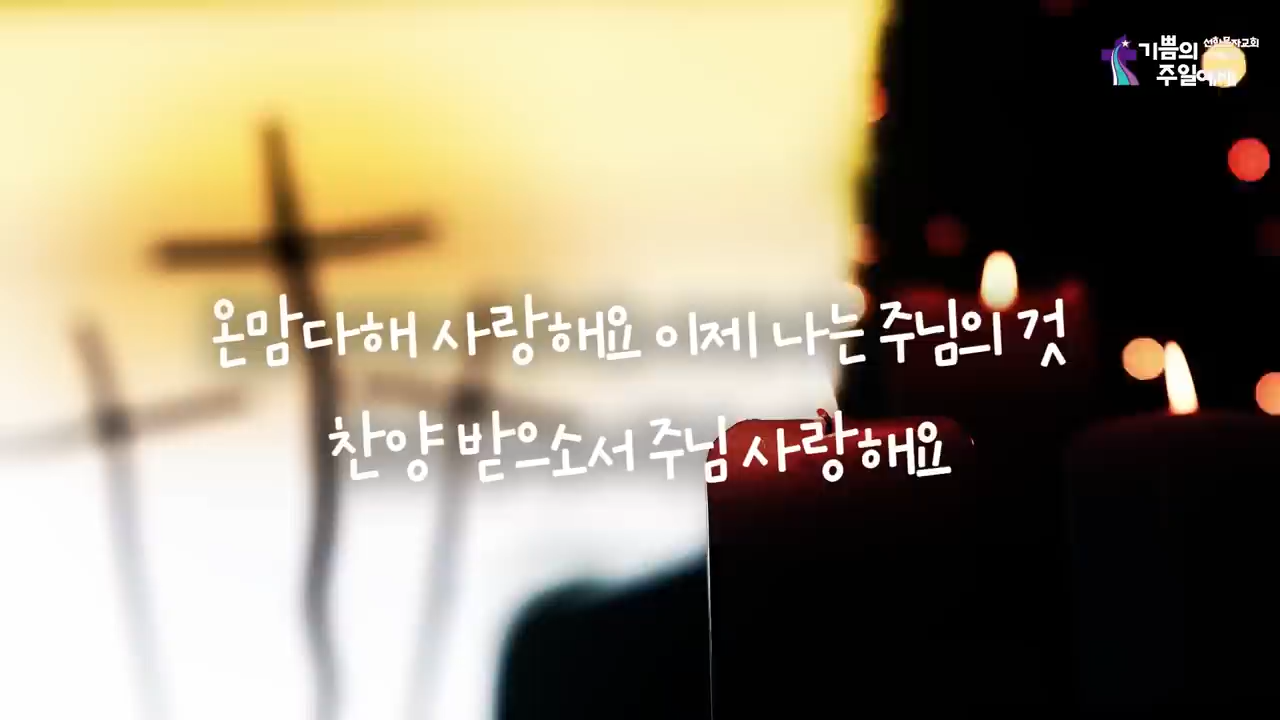 기쁨의
주일예배
온맘다해 사랑해요 이제 나는 주님의 것
찬양 받으소서 주님 사랑해요